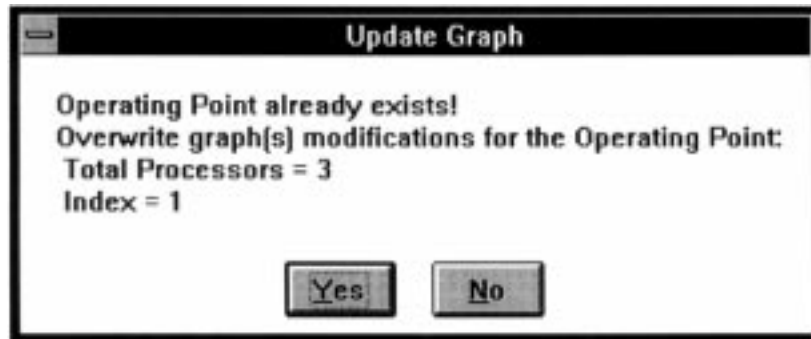 Update Graph
Operating Point already exists!
Overwrite graph(s) modifications for the Operating Point:
Total Processors = 3
Index = 1
Yes No